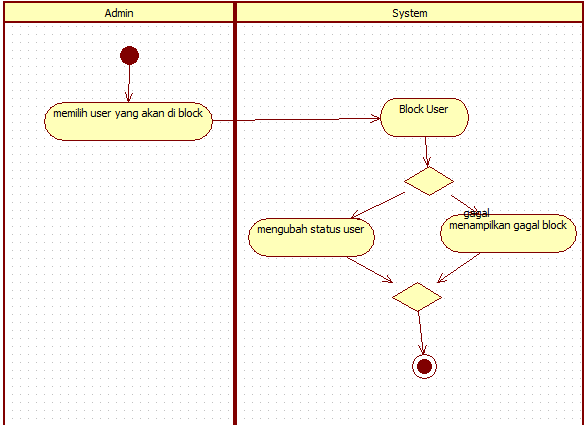 Admin
System
memilih user yang akan di block
Block User
gagal
mengubah status user
menampilkan gagal block